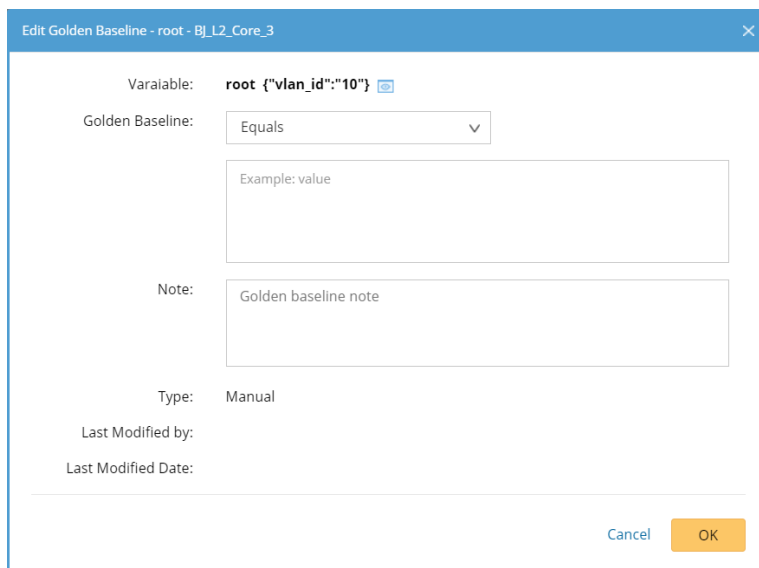 Edit Golden Baseline - root - BJ_L2_Core_3
Varaiable: root {"vlan_id":"10"}
Golden Baseline: Equals
Example: value
Note: Golden baseline note
Type: Manual
Last Modified by:
Last Modified Date:
Cancel OK